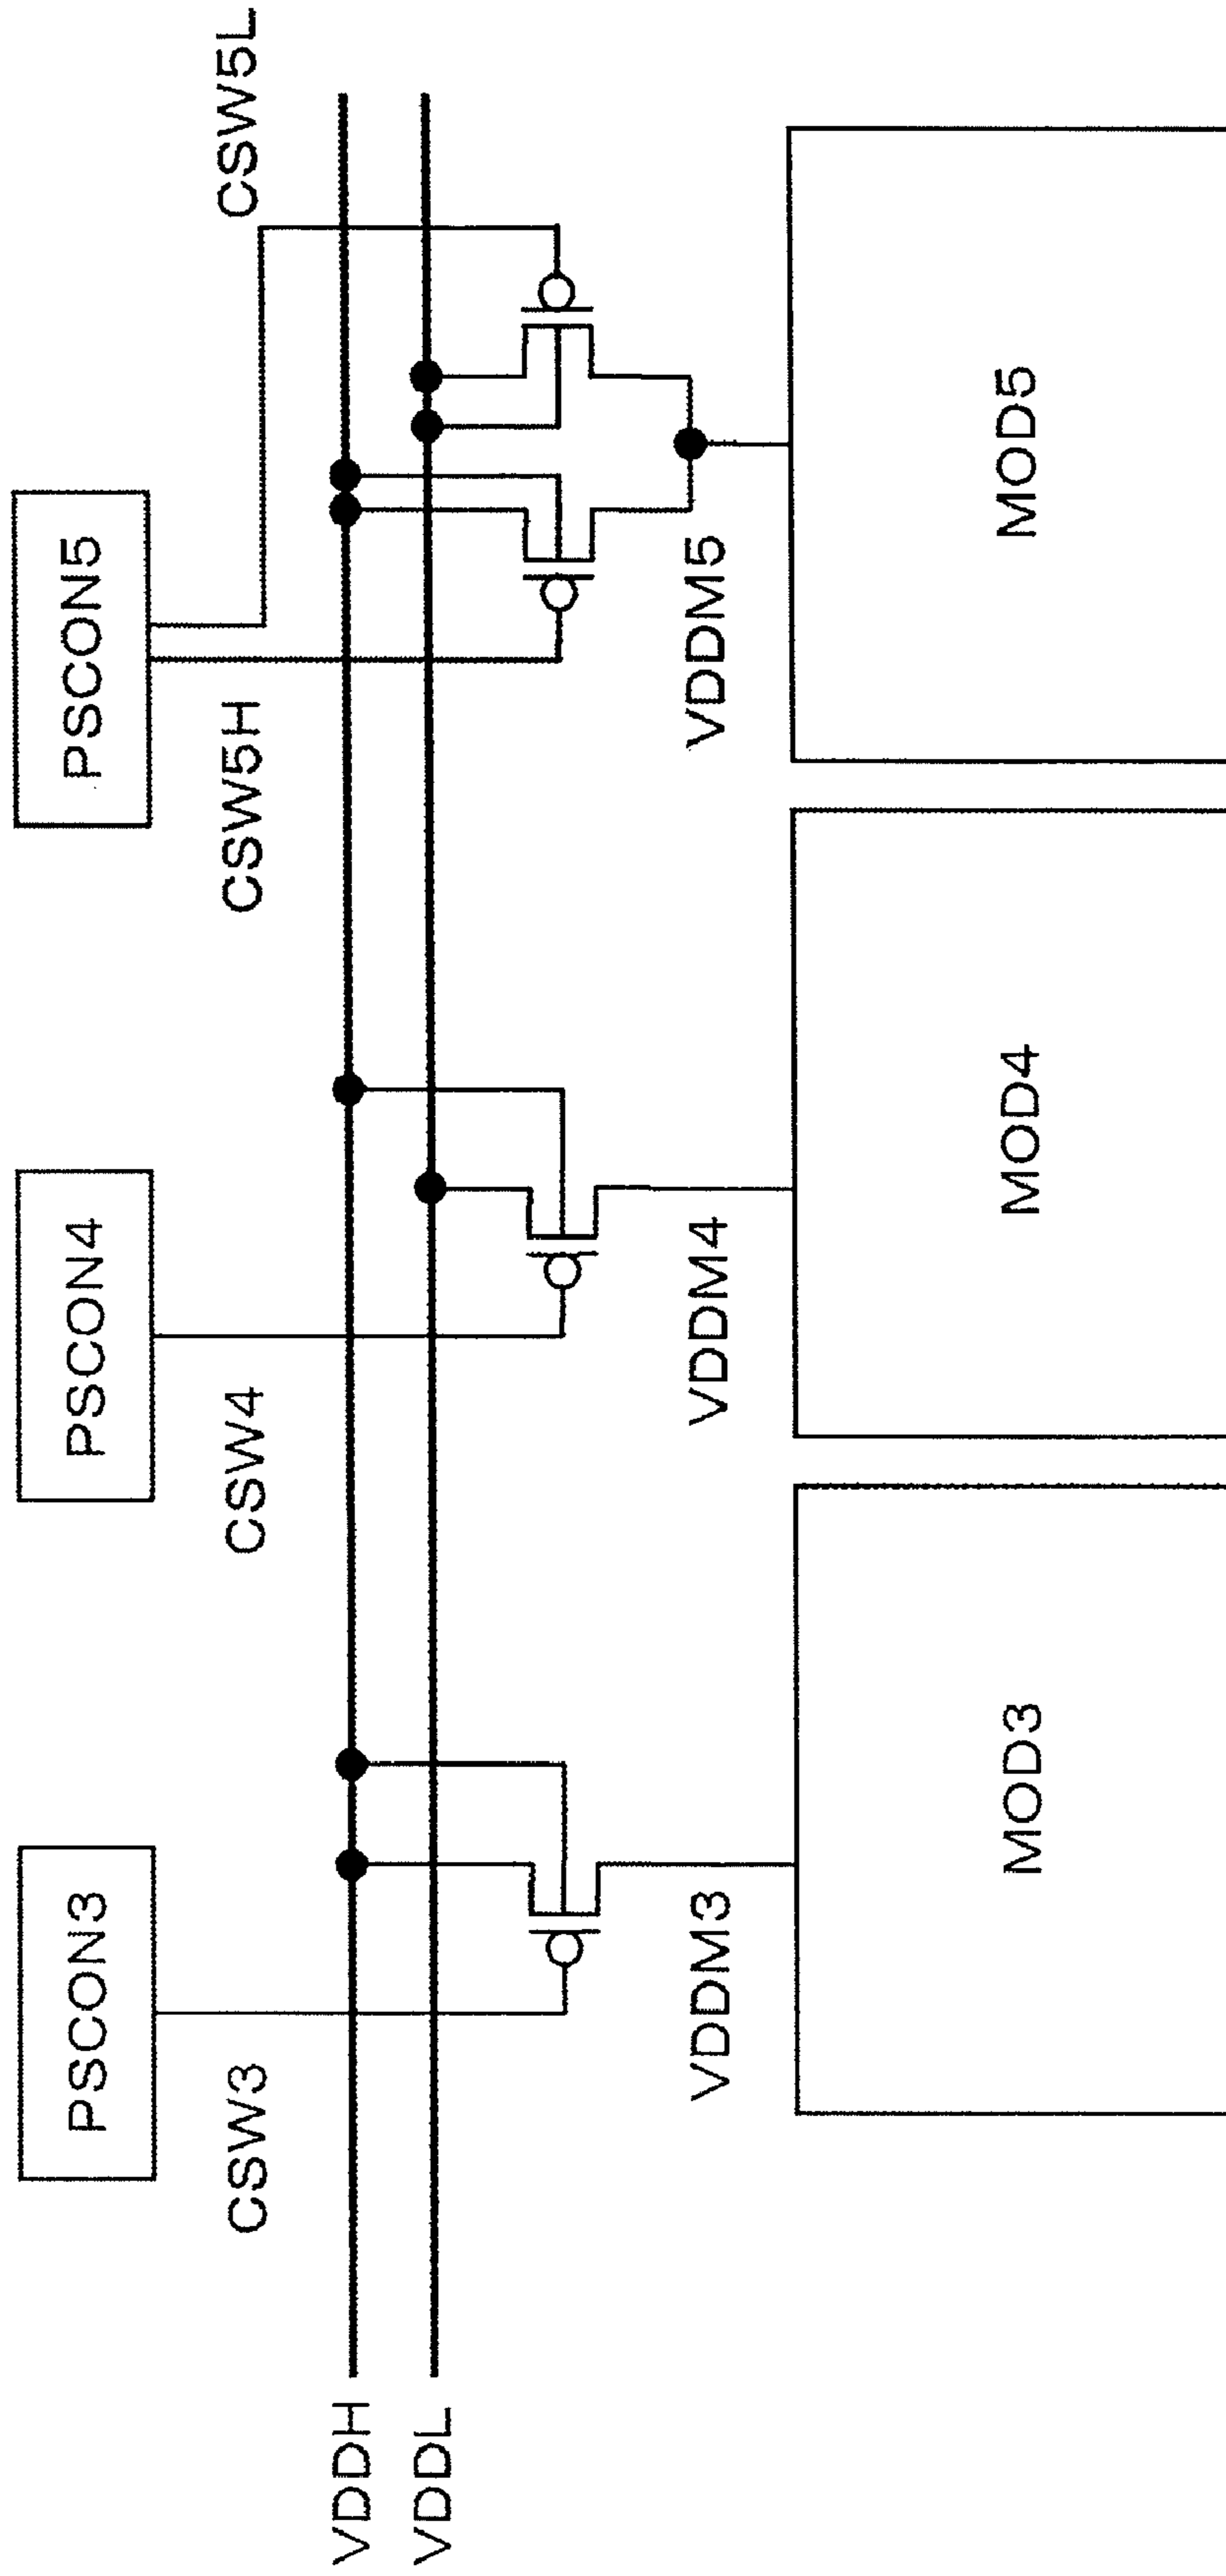 PSCON3
PSCON4
PSCON5
CSW3
CSW4
CSW5H
CSW5L
VDDH
VDDL
VDDM3
VDDM4
VDDM5
MOD3
MOD4
MOD5